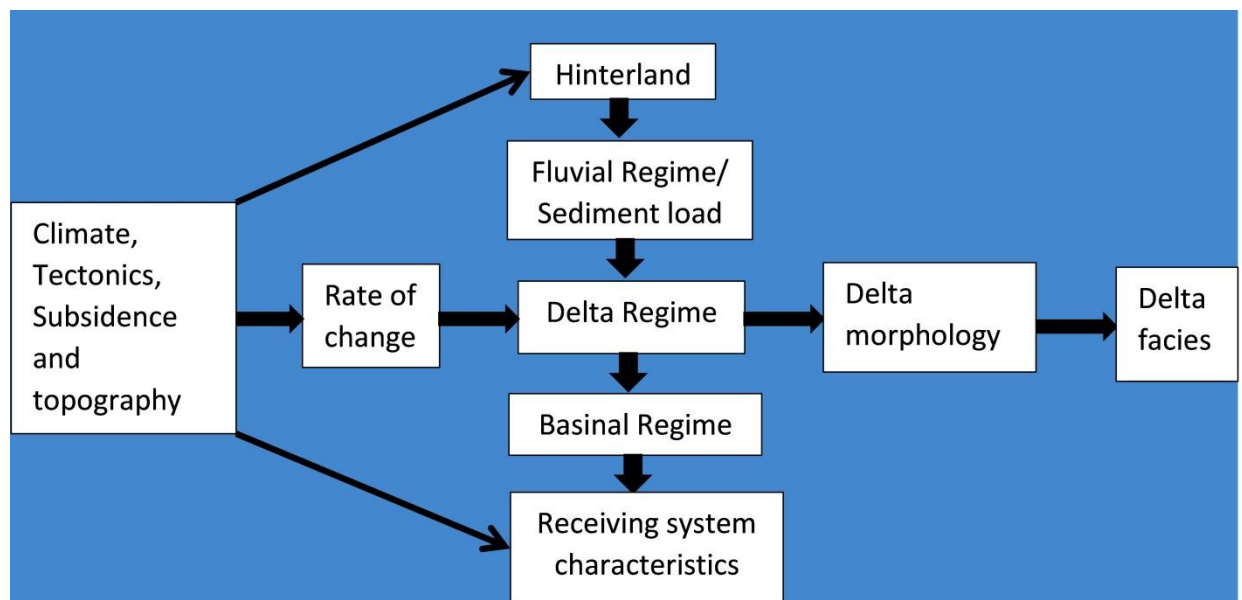 Hinterland
Fluvial Regime/
Sediment load
Climate,
Tectonics,
Subsidence
and
topography
Rate of
change
Delta Regime
Delta
morphology
Delta
facies
Basinal Regime
Receiving system
characteristics